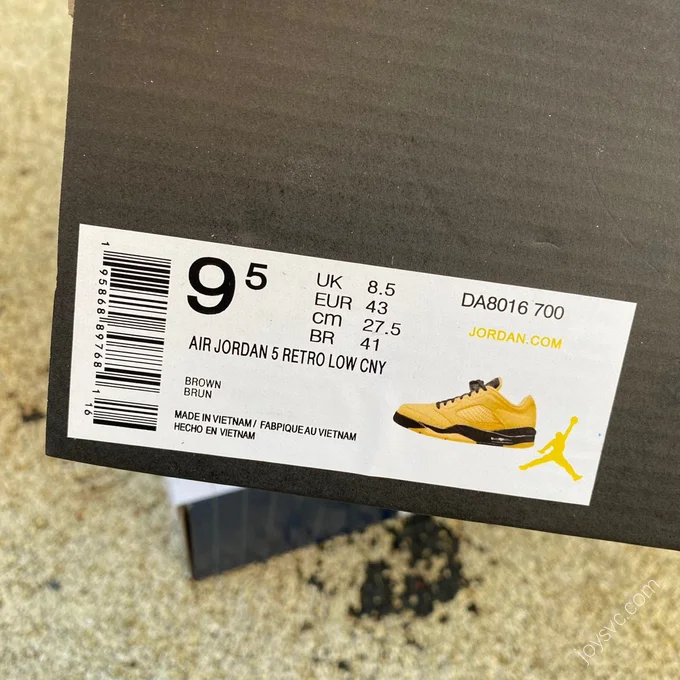 1 95868 89768 1
16
9⁵
UK 8.5
EUR 43
cm 27.5
BR 41
DA8016 700
JORDAN.COM
AIR JORDAN 5 RETRO LOW CNY
BROWN
BRUN
MADE IN VIETNAM / FABPIQUE AU VIETNAM
HECHO EN VIETNAM
joysvc.com